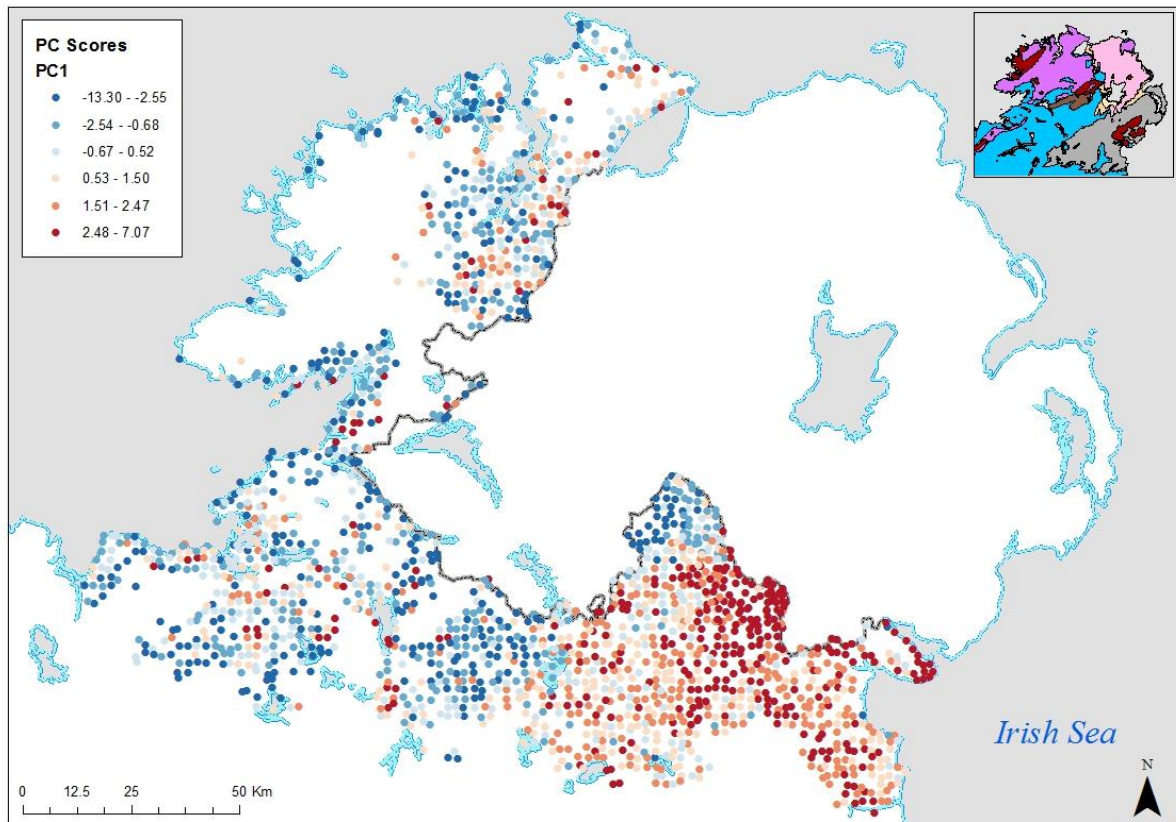 PC Scores
PC1
-13.30 - -2.55
-2.54 - -0.68
-0.67 - 0.52
0.53 - 1.50
1.51 - 2.47
2.48 - 7.07
Irish Sea
N
0 12.5 25 50 Km